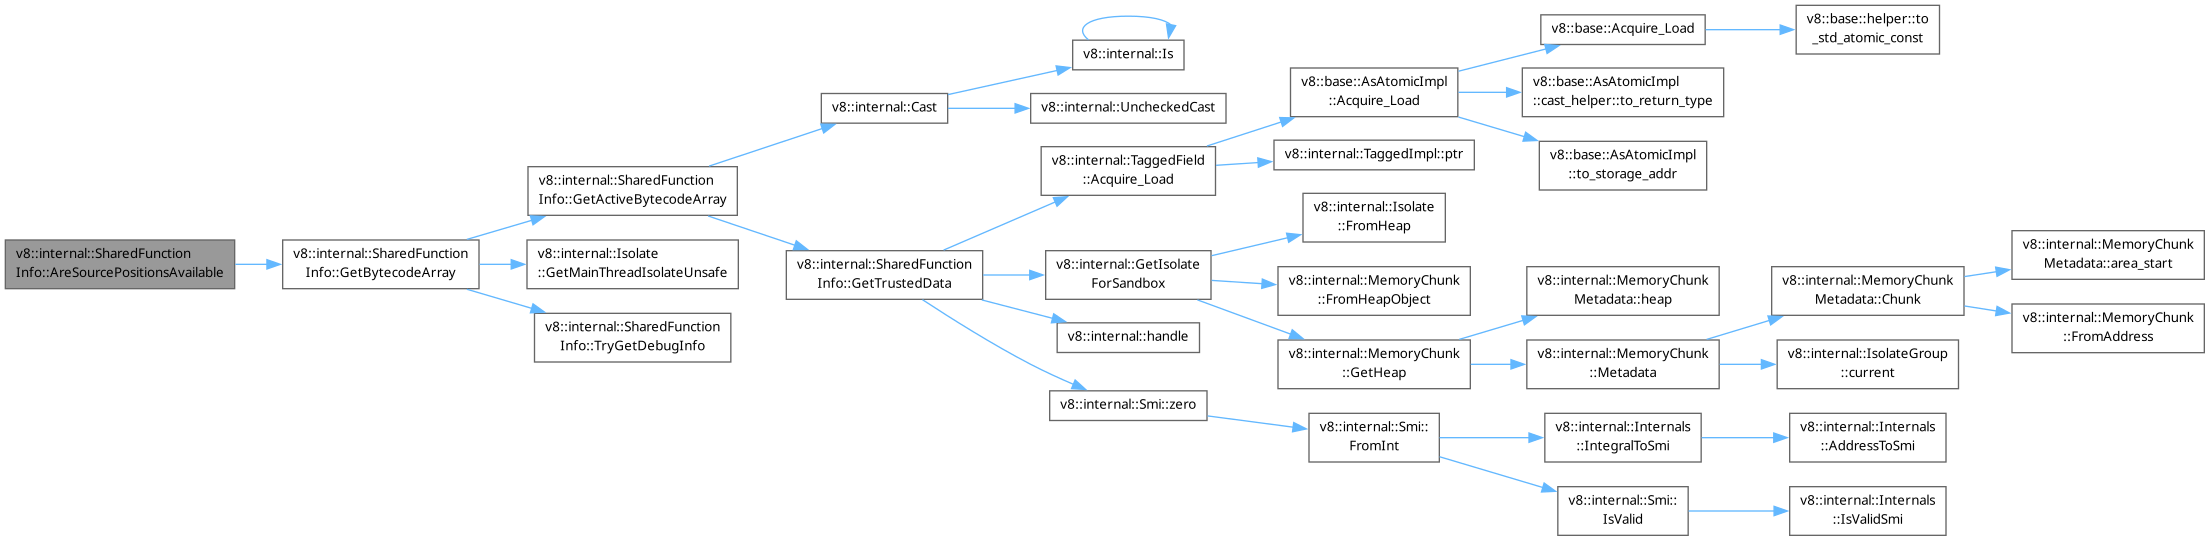 v8::internal::SharedFunction
Info::AreSourcePositionsAvailable
v8::internal::SharedFunction
Info::GetBytecodeArray
v8::internal::SharedFunction
Info::GetActiveBytecodeArray
v8::internal::Isolate
::GetMainThreadIsolateUnsafe
v8::internal::SharedFunction
Info::TryGetDebugInfo
v8::internal::Cast
v8::internal::SharedFunction
Info::GetTrustedData
v8::internal::Is
v8::internal::UncheckedCast
v8::internal::TaggedField
::Acquire_Load
v8::internal::GetIsolate
ForSandbox
v8::internal::handle
v8::internal::Smi::zero
v8::base::AsAtomicImpl
::Acquire_Load
v8::internal::TaggedImpl::ptr
v8::internal::Isolate
::FromHeap
v8::internal::MemoryChunk
::FromHeapObject
v8::internal::MemoryChunk
::GetHeap
v8::internal::Smi::
FromInt
v8::base::Acquire_Load
v8::base::AsAtomicImpl
::cast_helper::to_return_type
v8::base::AsAtomicImpl
::to_storage_addr
v8::internal::MemoryChunk
Metadata::heap
v8::internal::MemoryChunk
::Metadata
v8::internal::Internals
::IntegralToSmi
v8::internal::Smi::
IsValid
v8::base::helper::to
_std_atomic_const
v8::internal::MemoryChunk
Metadata::Chunk
v8::internal::IsolateGroup
::current
v8::internal::Internals
::AddressToSmi
v8::internal::Internals
::IsValidSmi
v8::internal::MemoryChunk
Metadata::area_start
v8::internal::MemoryChunk
::FromAddress